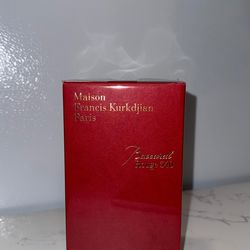 Maison
Francis Kurkdjian
Paris
Baccarat
Rouge 540